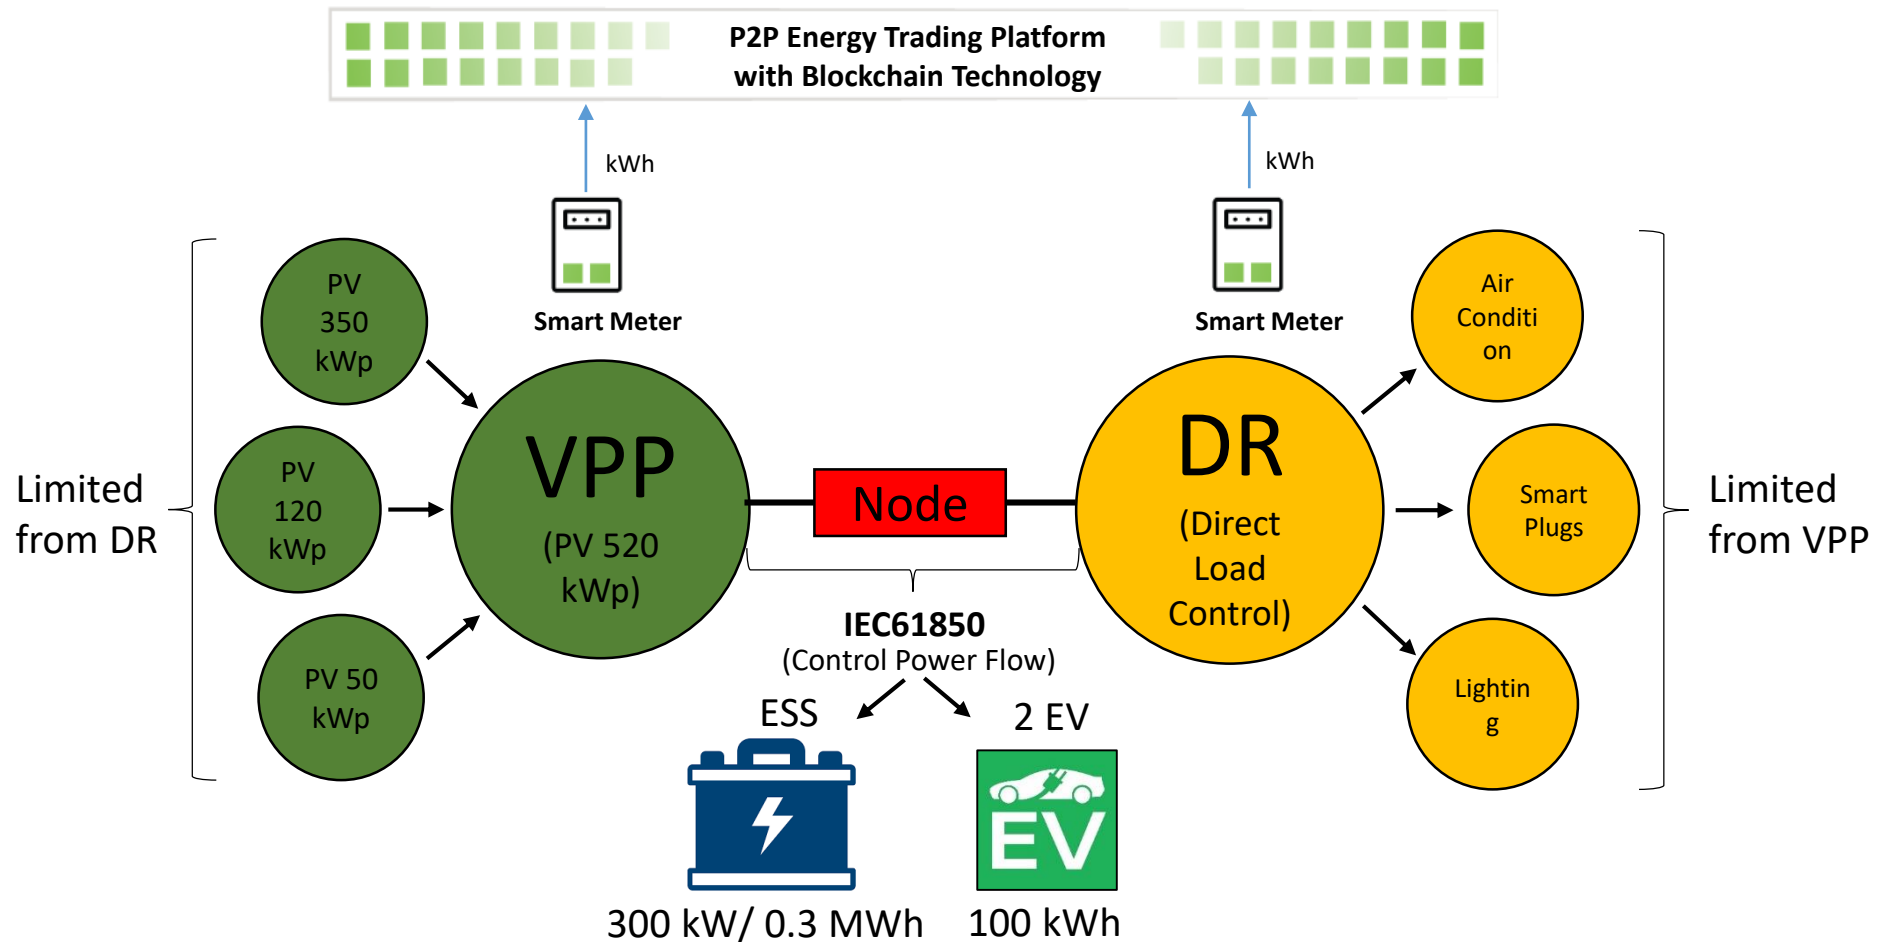 P2P Energy Trading Platform
with Blockchain Technology
kWh
kWh
Smart Meter
Smart Meter
Limited
from DR
PV
350
kWp
PV
120
kWp
PV 50
kWp
VPP
(PV 520
kWp)
Node
DR
(Direct
Load
Control)
Air
Conditi
on
Smart
Plugs
Lightin
g
Limited
from VPP
IEC61850
(Control Power Flow)
ESS
2 EV
EV
300 kW/ 0.3 MWh
100 kWh